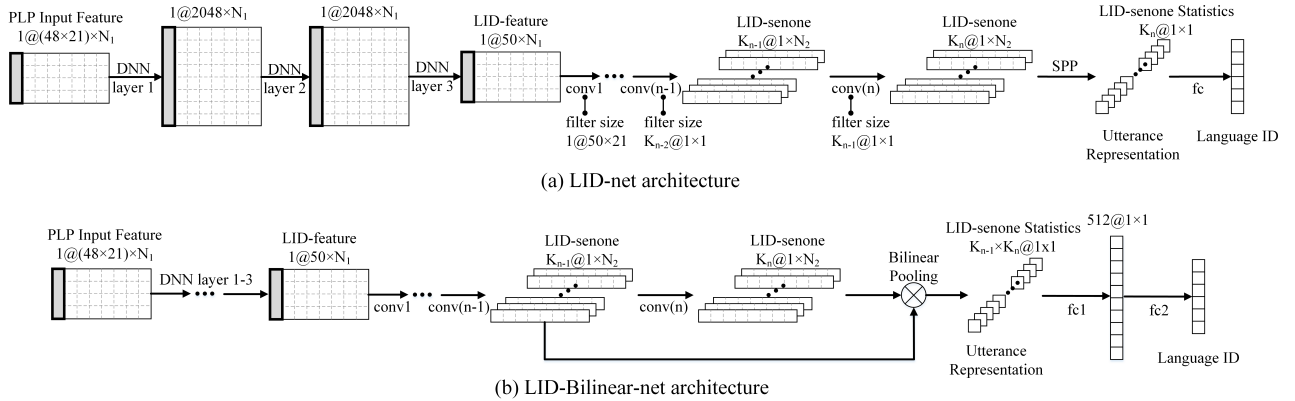 PLP Input Feature
1@(48×21)×N₁
1@2048×N₁
1@2048×N₁
LID-feature
1@50×N₁
LID-senone
Kₙ₋₁@1×N₂
LID-senone
Kₙ@1×N₂
LID-senone Statistics
Kₙ@1×1
DNN
layer 1
DNN
layer 2
DNN
layer 3
conv1
conv(n-1)
conv(n)
SPP
fc
filter size
1@50×21
filter size
Kₙ₋₂@1×1
filter size
Kₙ₋₁@1×1
Utterance
Representation
Language ID
(a) LID-net architecture
PLP Input Feature
1@(48×21)×N₁
LID-feature
1@50×N₁
LID-senone
Kₙ₋₁@1×N₂
LID-senone
Kₙ@1×N₂
Bilinear
Pooling
LID-senone Statistics
Kₙ₋₁×Kₙ@1x1
512@1×1
DNN layer 1-3
conv1
conv(n-1)
conv(n)
fc1
fc2
Utterance
Representation
Language ID
(b) LID-Bilinear-net architecture